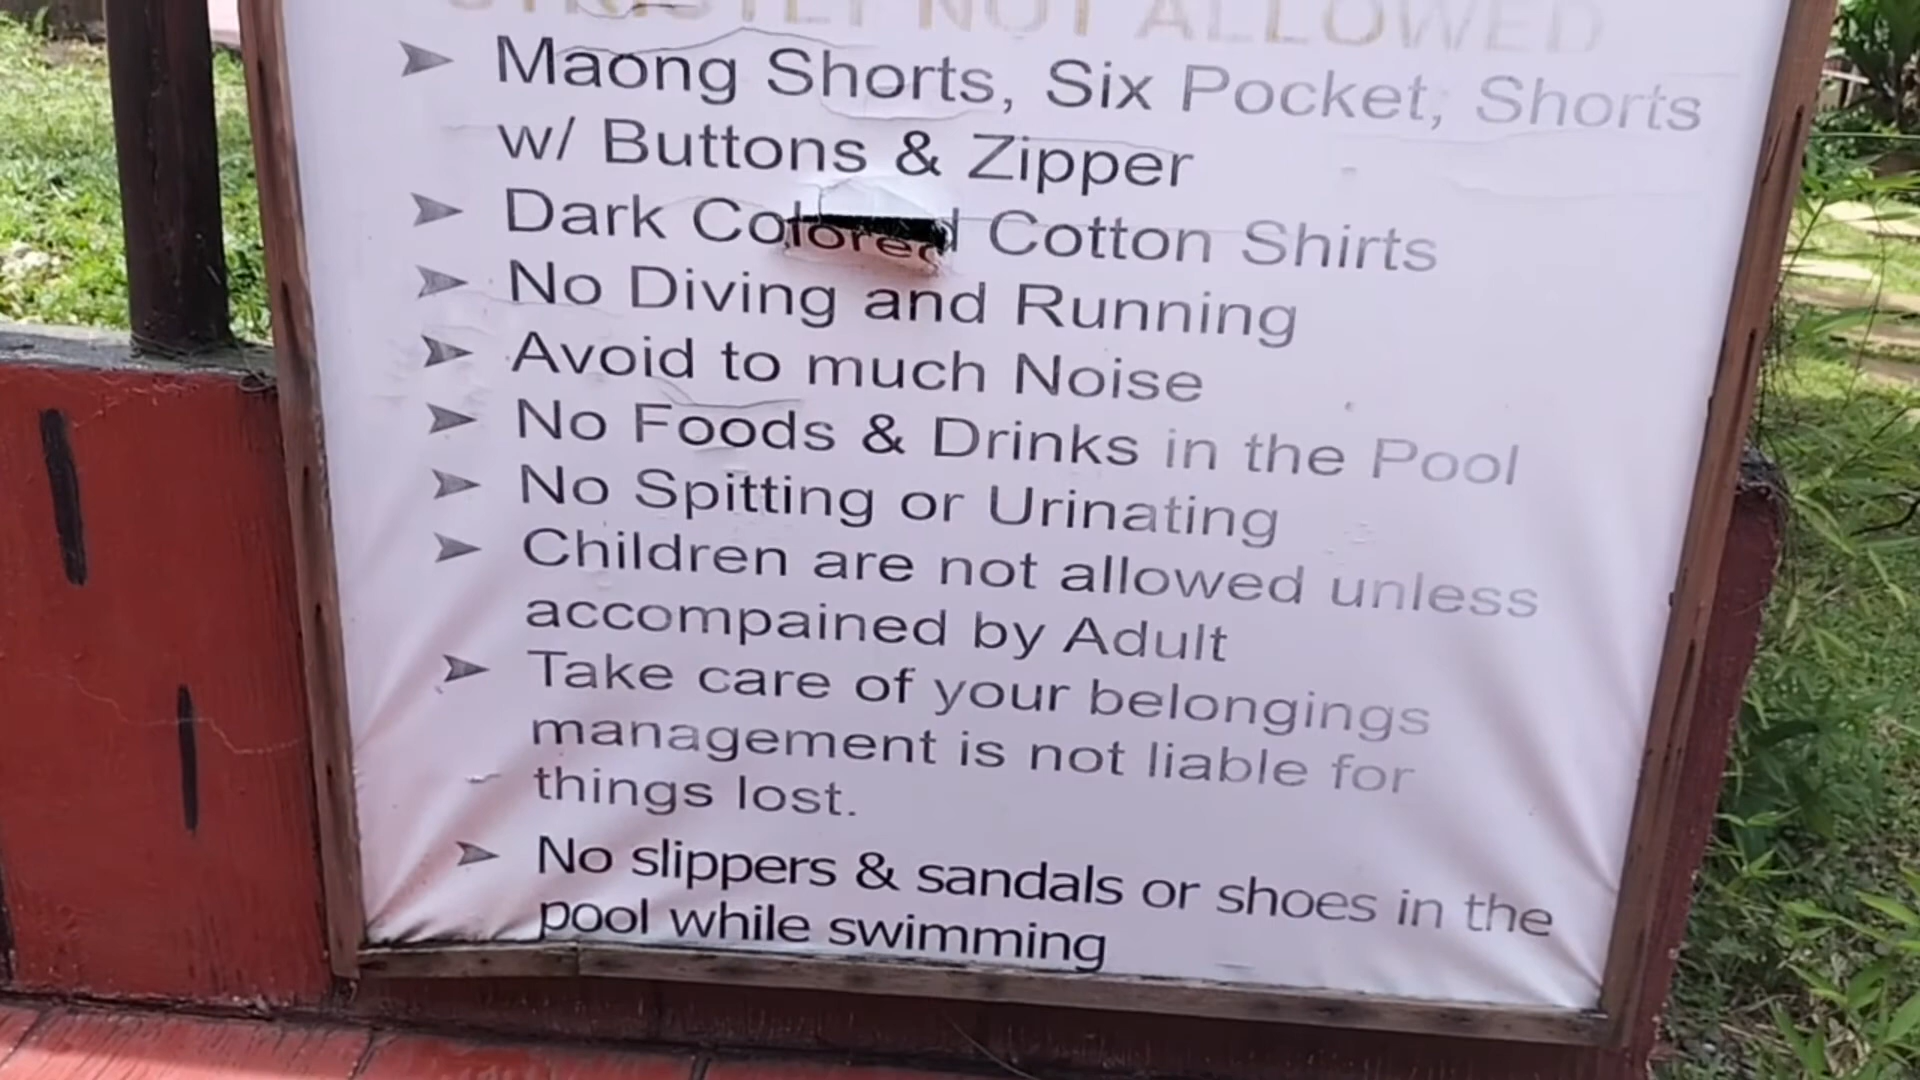 STRICTLY NOT ALLOWED
➤ Maong Shorts, Six Pocket, Shorts
w/ Buttons & Zipper
➤ Dark Colored Cotton Shirts
➤ No Diving and Running
➤ Avoid to much Noise
➤ No Foods & Drinks in the Pool
➤ No Spitting or Urinating
➤ Children are not allowed unless
accompained by Adult
➤ Take care of your belongings
management is not liable for
things lost.
➤ No slippers & sandals or shoes in the
pool while swimming